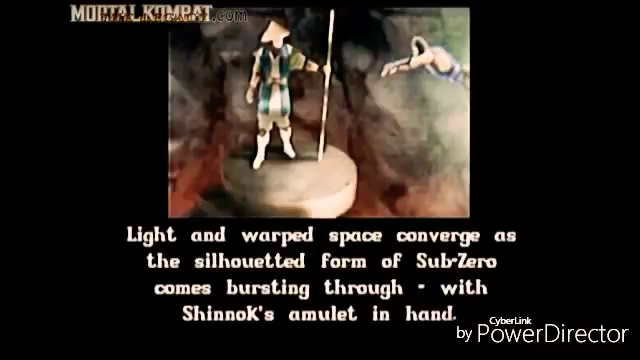 MORTAL KOMBAT
.com
Light and warped space converge as
the silhouetted form of Sub-Zero
comes bursting through - with
Shinnok's amulet in hand.
CyberLink
by PowerDirector